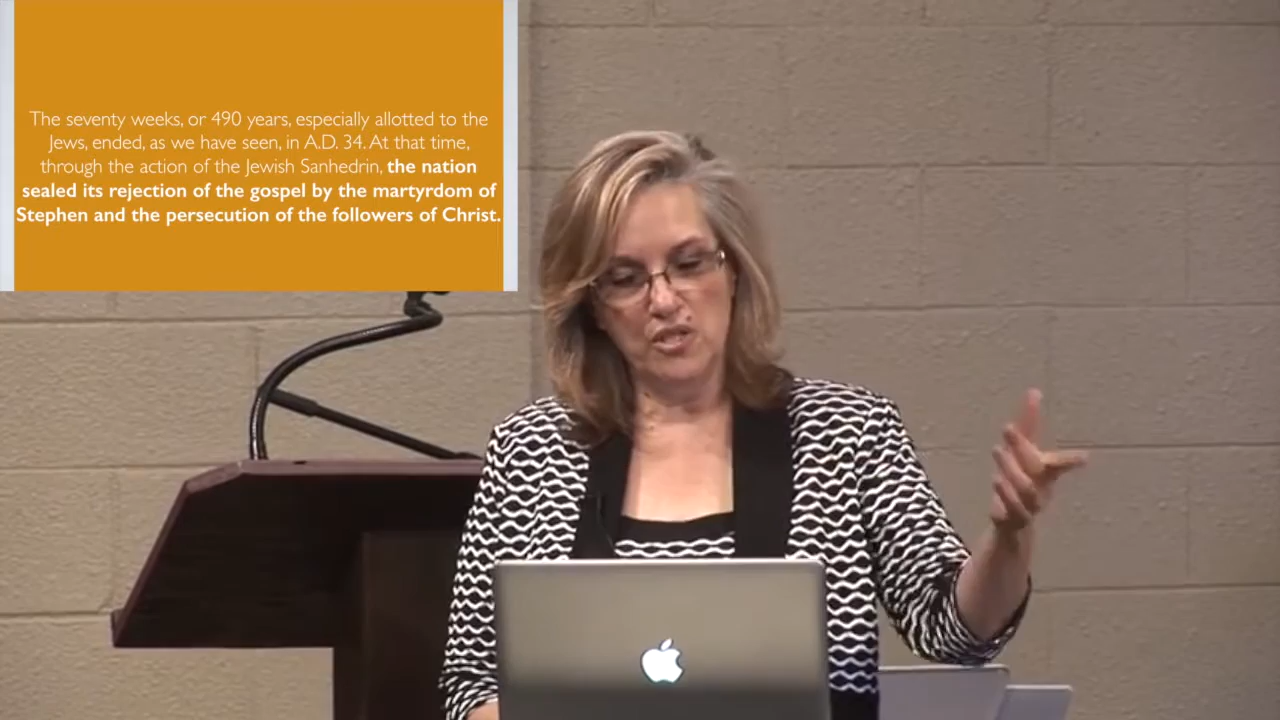 The seventy weeks, or 490 years, especially allotted to the
Jews, ended, as we have seen, in A.D. 34. At that time,
through the action of the Jewish Sanhedrin, the nation
sealed its rejection of the gospel by the martyrdom of
Stephen and the persecution of the followers of Christ.